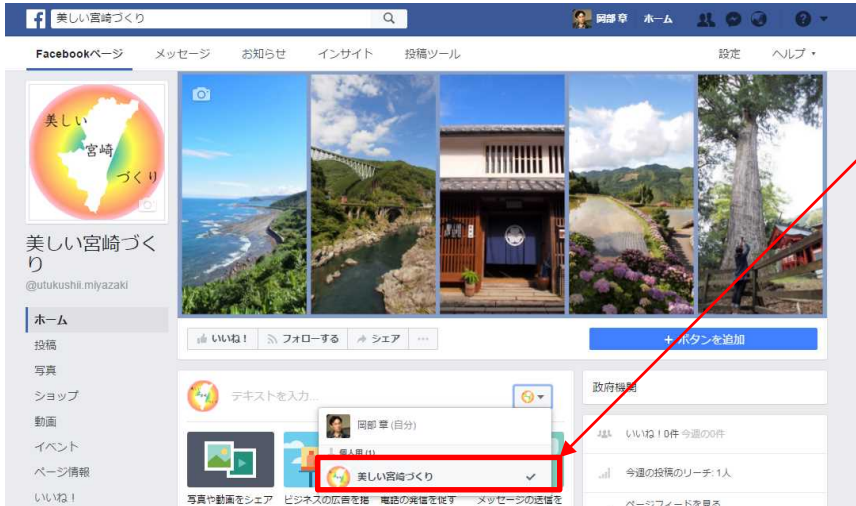 美しい宮崎づくり
岡部 章 ホーム
Facebookページ メッセージ お知らせ インサイト 投稿ツール 設定 ヘルプ
美しい
宮崎
づくり
美しい宮崎づく
り
@utukushii.miyazaki
ホーム
投稿
写真
ショップ
動画
イベント
ページ情報
いいね！
いいね！ フォローする シェア ...
+ ボタンを追加
テキストを入力...
岡部 章 (自分)
個人用 (1)
美しい宮崎づくり
写真や動画をシェア ビジネスの広告を掲 電話の発信を促す メッセージの送信を
政府機関
いいね！0件 今週の0件
今週の投稿のリーチ: 1人
ページフィードを見る